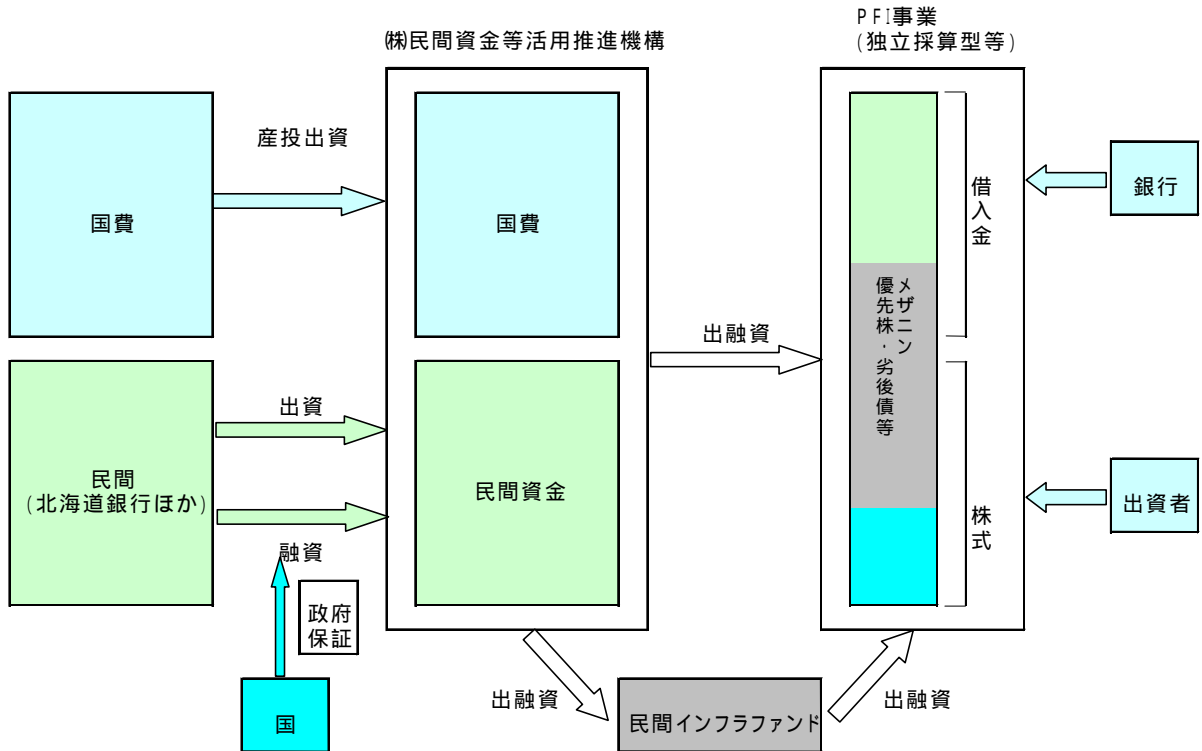 PFI事業
(独立採算型等)
㈱民間資金等活用推進機構
産投出資
国費
国費
借入金
銀行
メザニン
優先株・劣後債等
出融資
出資
民間
(北海道銀行ほか)
民間資金
株式
出資者
融資
政府
保証
国
出融資
民間インフラファンド
出融資